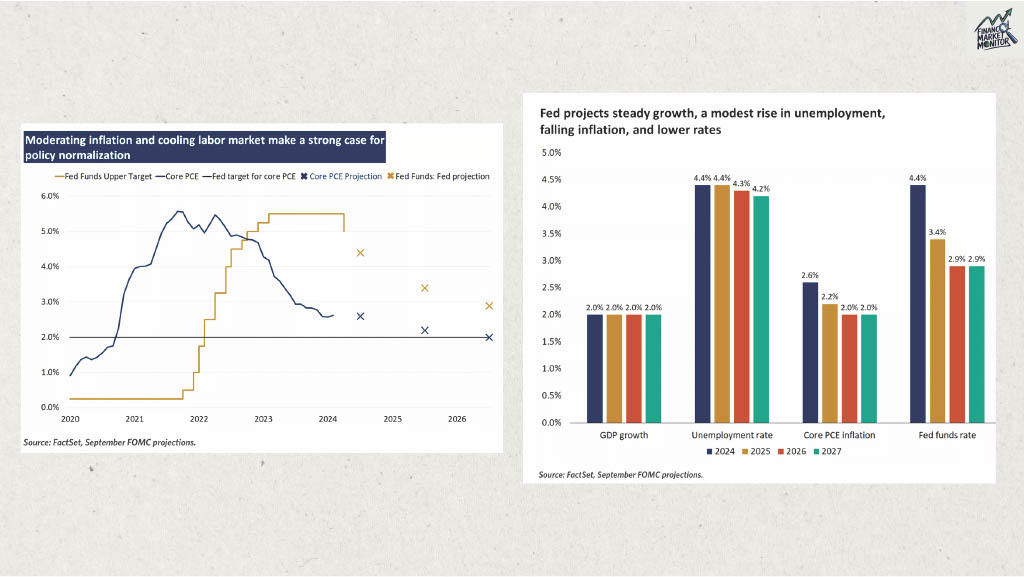 FINANCE
MARKET
MONITOR
Moderating inflation and cooling labor market make a strong case for
policy normalization
Fed Funds Upper Target Core PCE Fed target for core PCE Core PCE Projection Fed Funds: Fed projection
6.0%
5.0%
4.0%
3.0%
2.0%
1.0%
0.0%
2020 2021 2022 2023 2024 2025 2026
Source: FactSet, September FOMC projections.
Fed projects steady growth, a modest rise in unemployment,
falling inflation, and lower rates
5.0%
4.5%
4.0%
3.5%
3.0%
2.5%
2.0%
1.5%
1.0%
0.5%
0.0%
2.0% 2.0% 2.0% 2.0%
4.4% 4.4% 4.3% 4.2%
2.6% 2.2% 2.0% 2.0%
4.4% 3.4% 2.9% 2.9%
GDP growth Unemployment rate Core PCE inflation Fed funds rate
2024 2025 2026 2027
Source: FactSet, September FOMC projections.